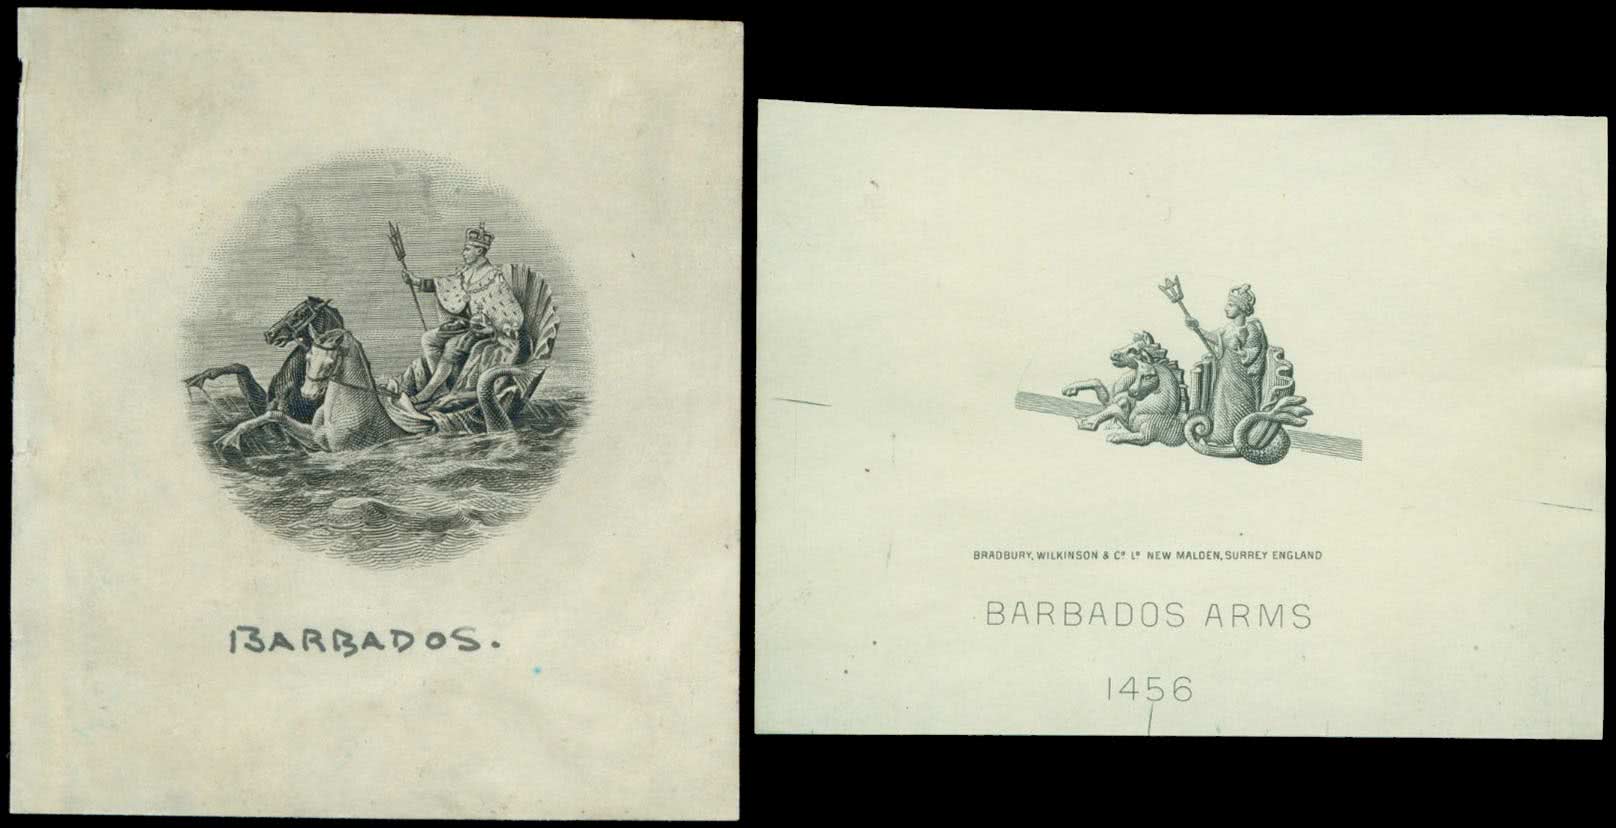 BARBADOS.
BRADBURY, WILKINSON & Cº Lº NEW MALDEN, SURREY ENGLAND
BARBADOS ARMS
1456